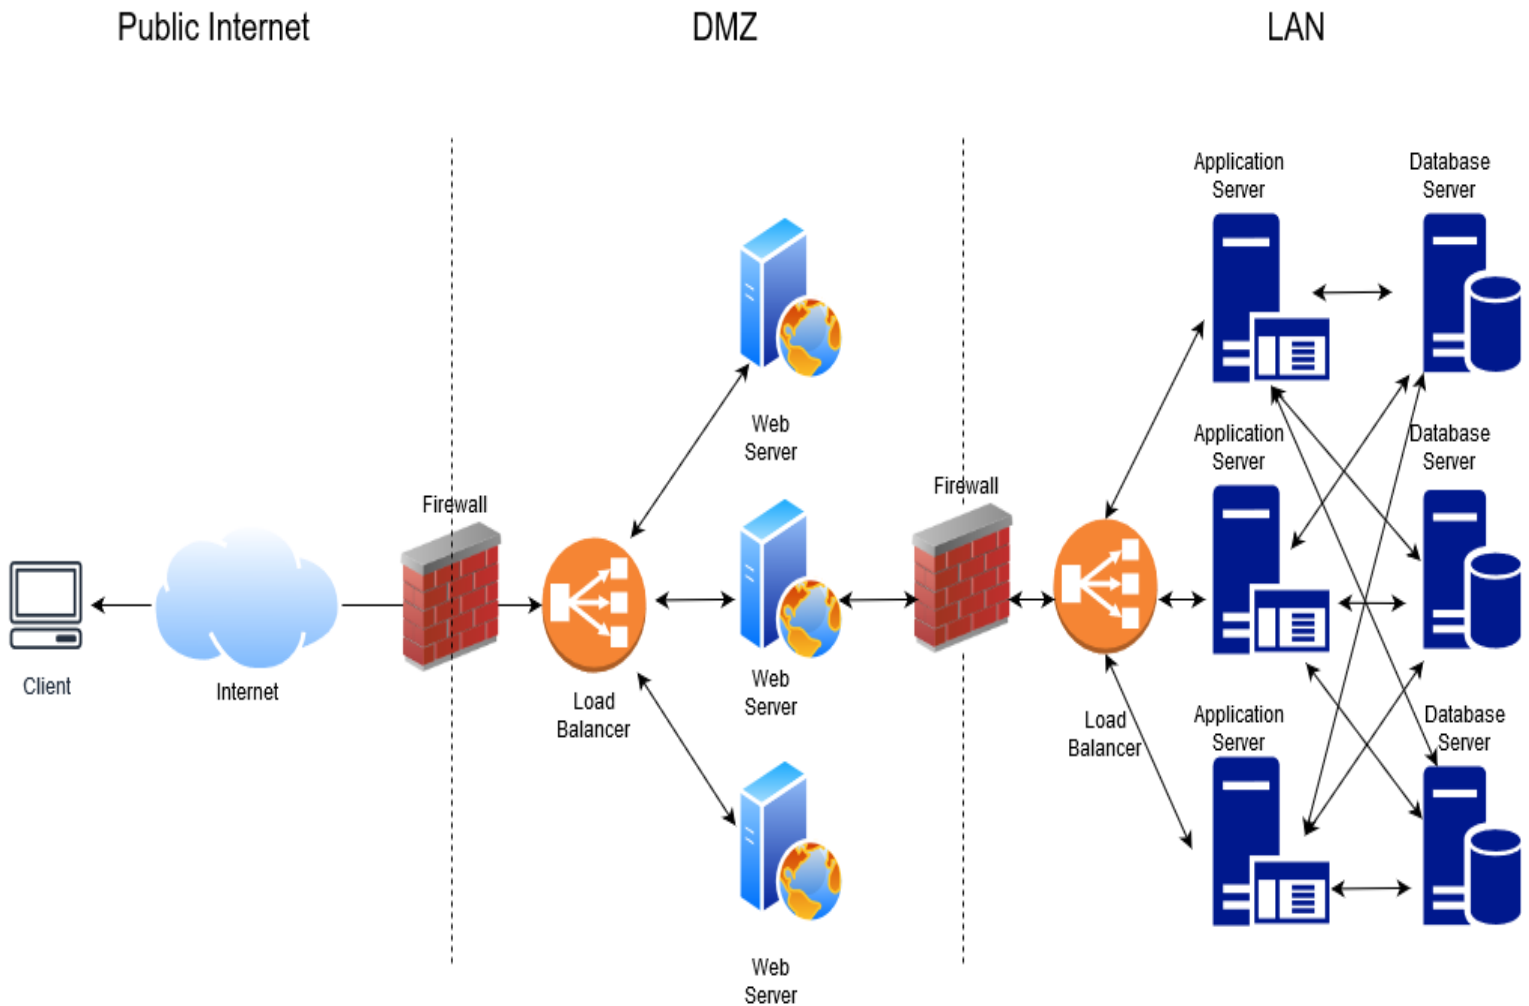 Public Internet
DMZ
LAN
Application
Server
Database
Server
Web
Server
Application
Server
Database
Server
Firewall
Firewall
Client
Internet
Load
Balancer
Web
Server
Load
Balancer
Application
Server
Database
Server
Web
Server